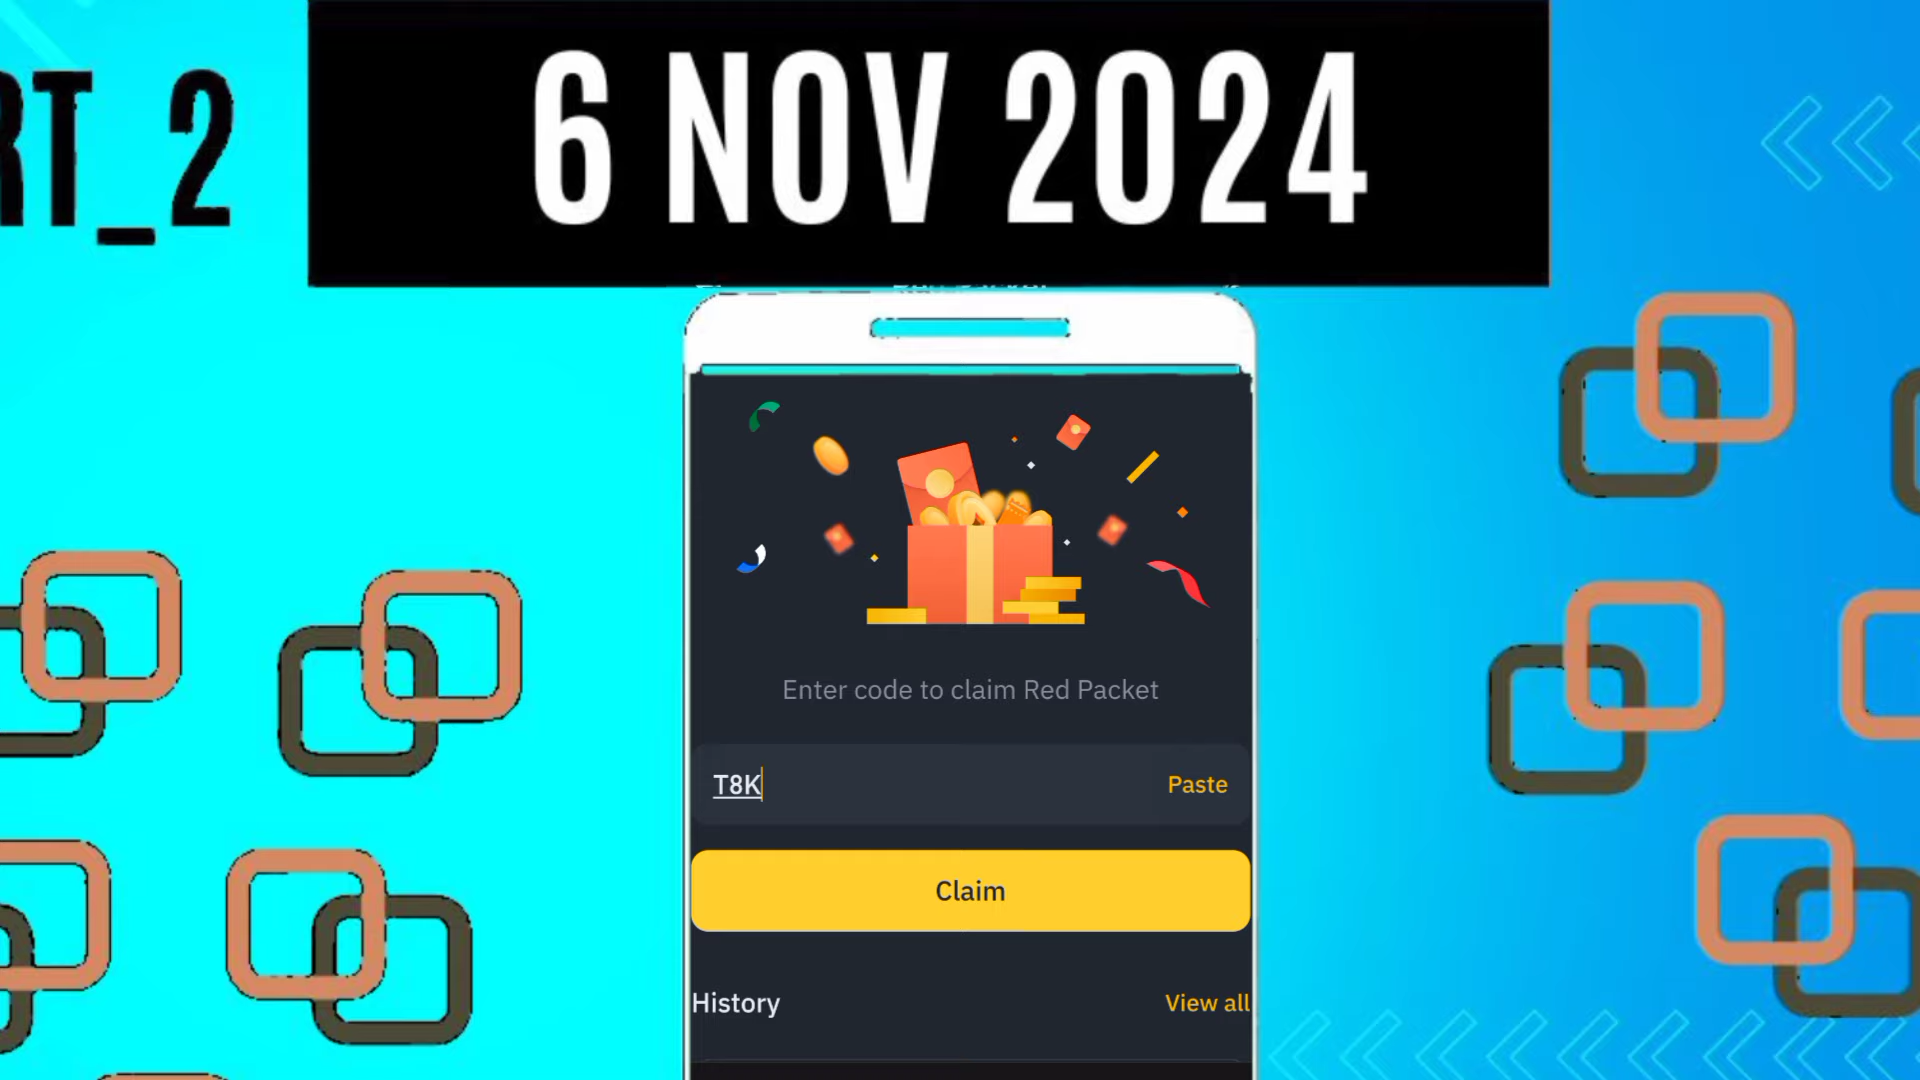 RT_2
6 NOV 2024
Enter code to claim Red Packet
T8K
Paste
Claim
History
View all